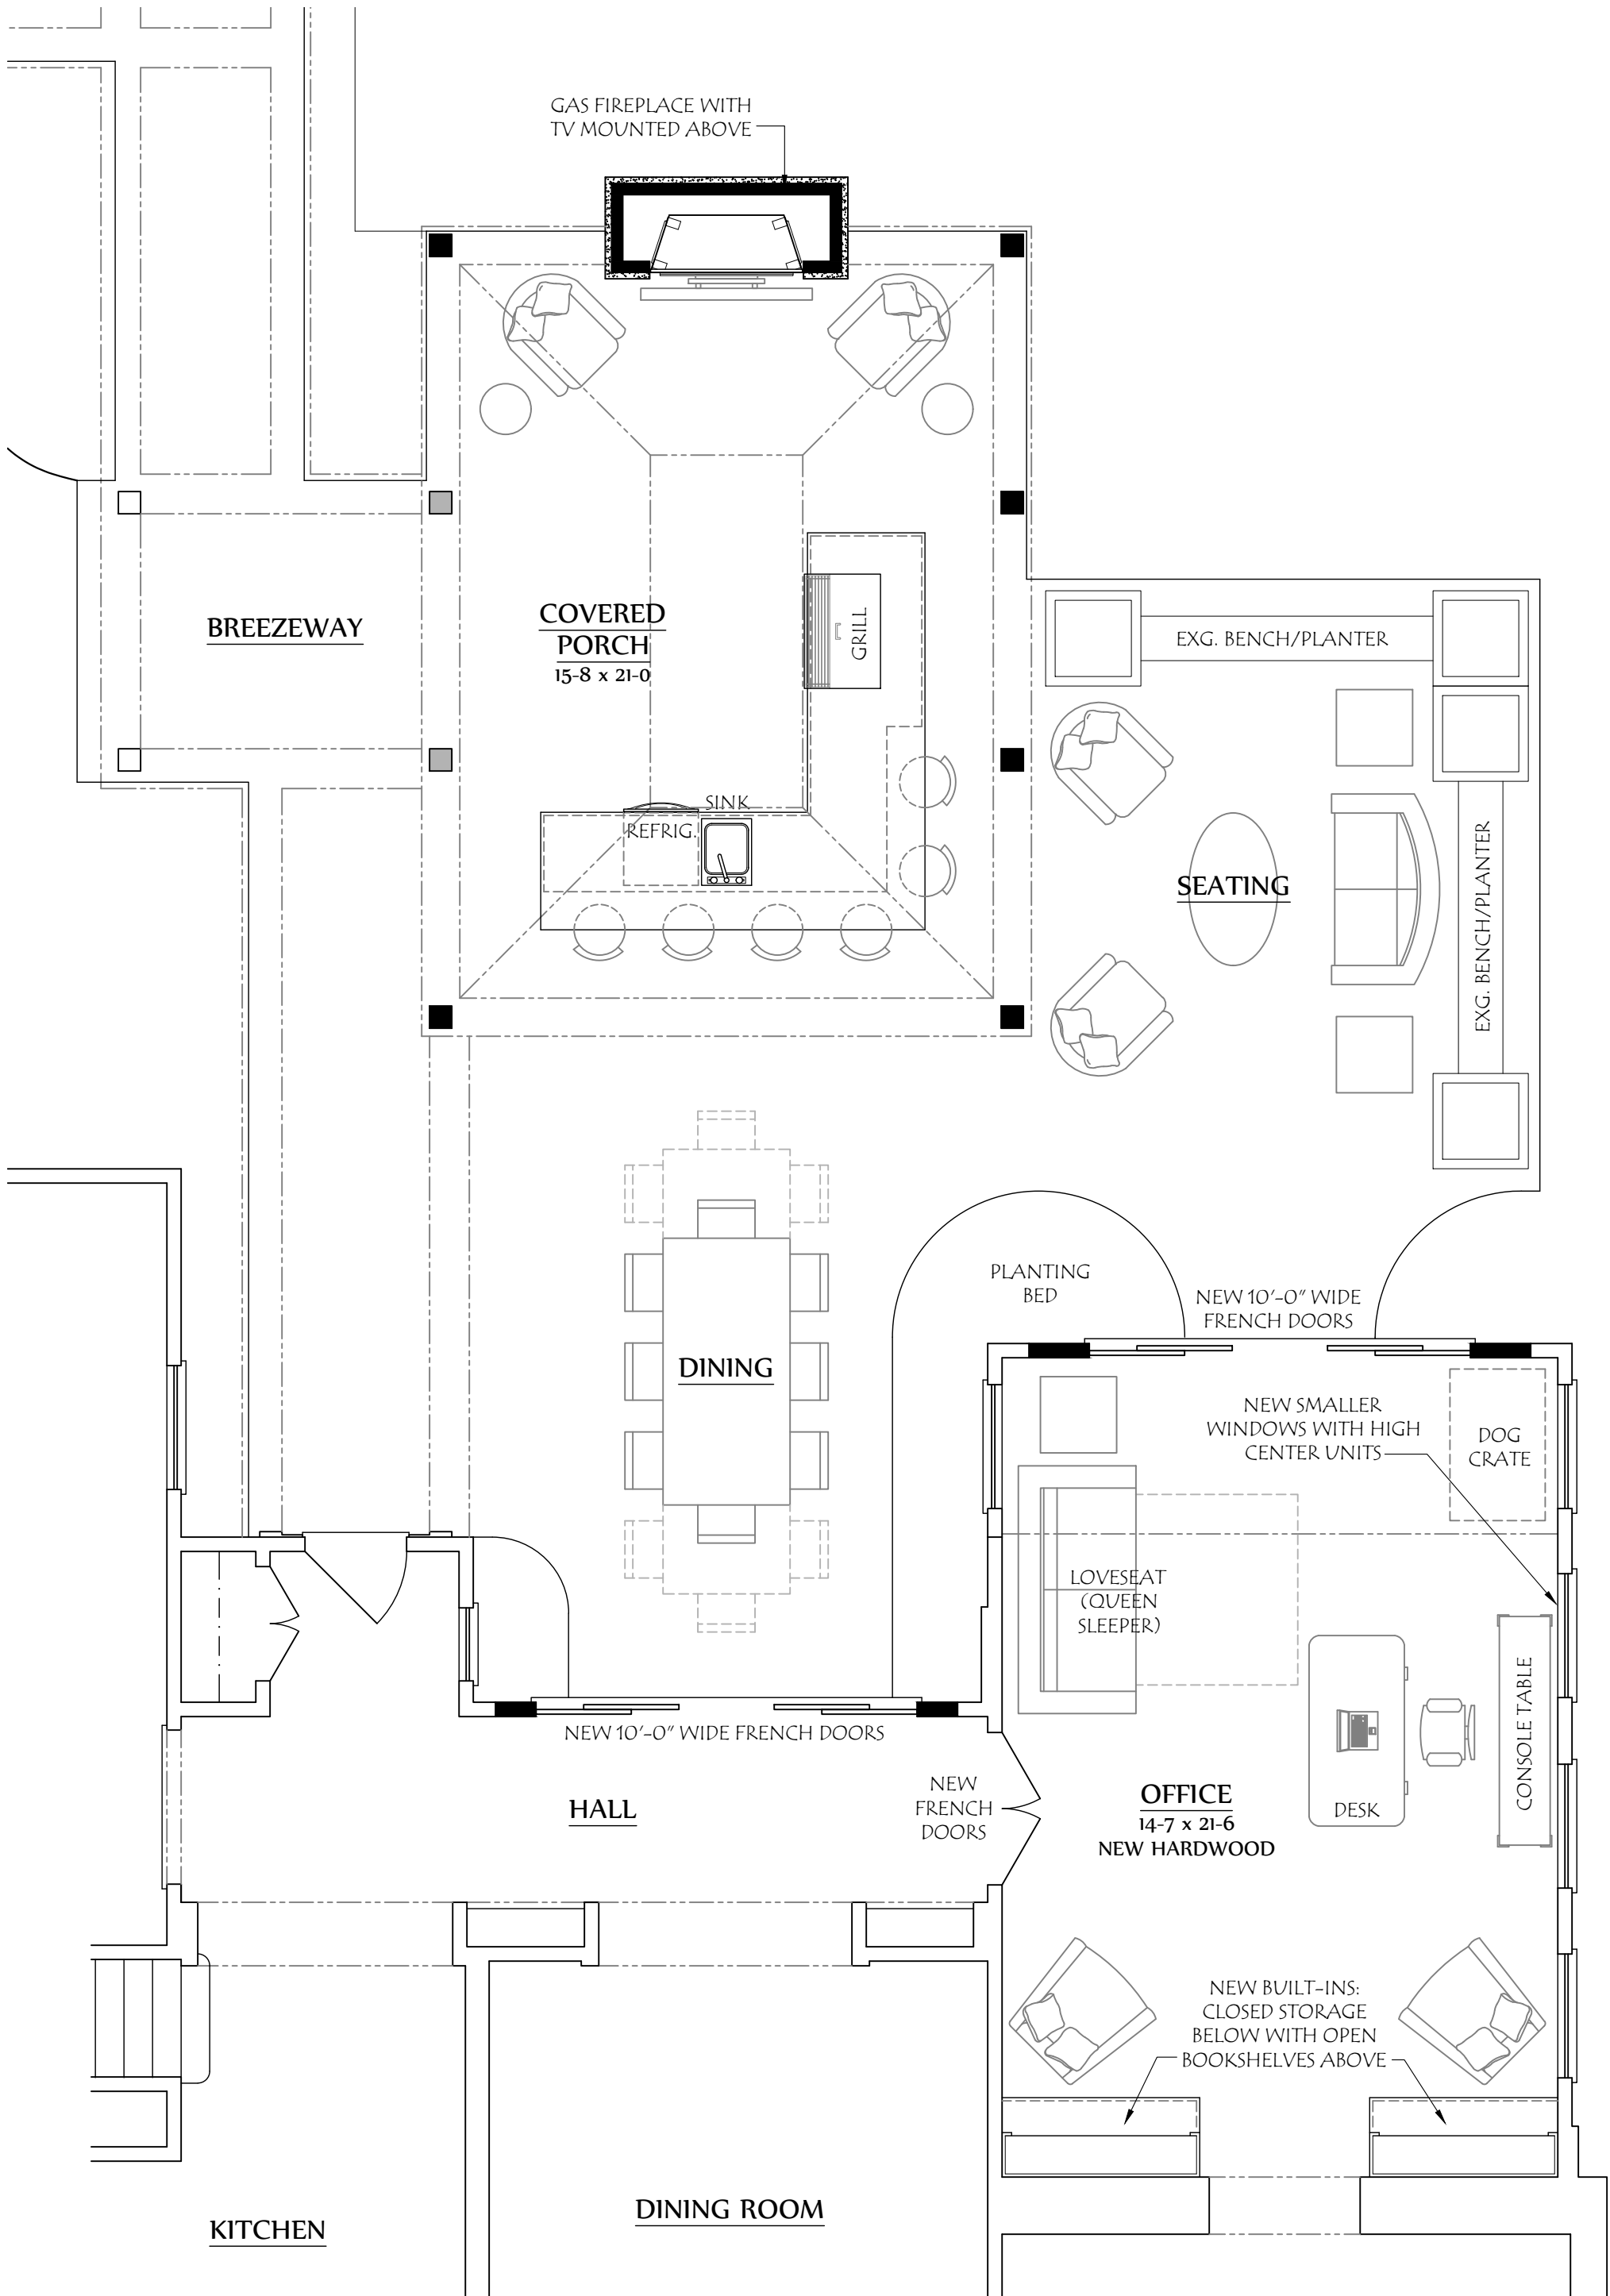 GAS FIREPLACE WITH
TV MOUNTED ABOVE
BREEZEWAY
COVERED
PORCH
15-8 x 21-0
GRILL
EXG. BENCH/PLANTER
SINK
REFRIG.
SEATING
EXG. BENCH/PLANTER
PLANTING
BED
NEW 10'-0" WIDE
FRENCH DOORS
DINING
NEW SMALLER
WINDOWS WITH HIGH
CENTER UNITS
DOG
CRATE
LOVESEAT
(QUEEN
SLEEPER)
CONSOLE TABLE
NEW 10'-0" WIDE FRENCH DOORS
HALL
NEW
FRENCH
DOORS
OFFICE
14-7 x 21-6
NEW HARDWOOD
DESK
NEW BUILT-INS:
CLOSED STORAGE
BELOW WITH OPEN
BOOKSHELVES ABOVE
KITCHEN
DINING ROOM